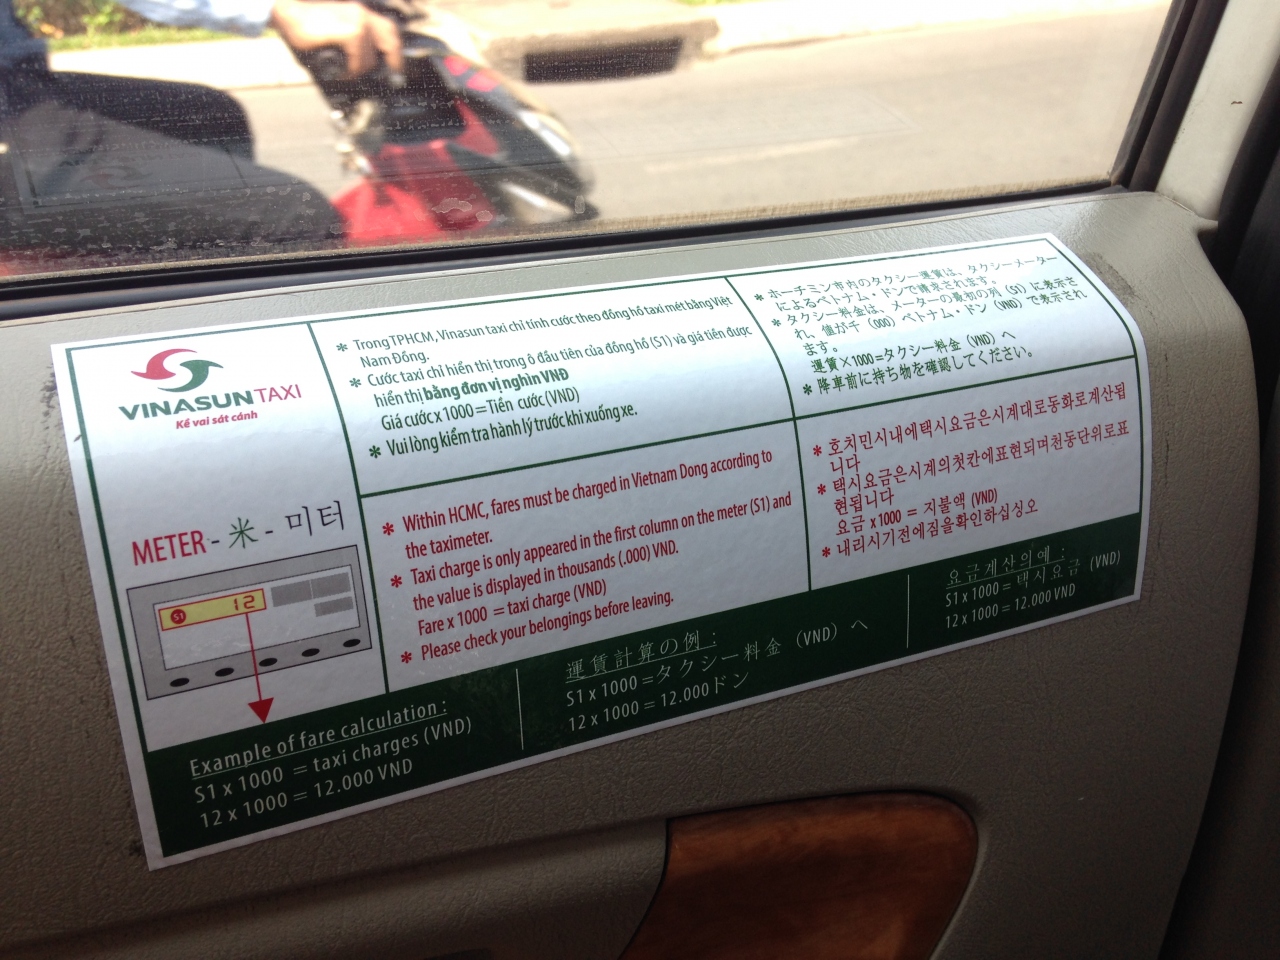 VINASUN TAXI
Kề vai sát cánh
METER - 米 - 미터
S1 12
* Trong TPHCM, Vinasun taxi chỉ tính cước theo đồng hồ taxi mét bằng Việt
Nam Đồng.
* Cước taxi chỉ hiển thị trong ô đầu tiên của đồng hồ (S1) và giá tiền được
hiển thị bằng đơn vị nghìn VNĐ
Giá cước x 1000 = Tiền cước (VND)
* Vui lòng kiểm tra hành lý trước khi xuống xe.
* ホーチミン市内のタクシー運賃は、タクシーメーター
によるベトナム・ドンで請求されます。
* タクシー料金は、メーターの最初の列 (S1) に表示さ
れ、値が千 (000) ベトナム・ドン (VND) で表示され
ます。
運賃×1000=タクシー料金 (VND) へ
* 降車前に持ち物を確認してください。
* Within HCMC, fares must be charged in Vietnam Dong according to
the taximeter.
* Taxi charge is only appeared in the first column on the meter (S1) and
the value is displayed in thousands (.000) VND.
Fare x 1000 = taxi charge (VND)
* Please check your belongings before leaving.
* 호치민시내에택시요금은시계대로동화로계산됩
니다
* 택시요금은시계의첫칸에표현되며천동단위로표
현됩니다
요금 x1000 = 지불액 (VND)
* 내리시기전에짐을확인하십싱오
Example of fare calculation :
S1 x 1000 = taxi charges (VND)
12 x 1000 = 12.000 VND
運賃計算の例 :
S1 x 1000 =タクシー料金 (VND) へ
12 x 1000 = 12.000ドン
요금계산의예 :
S1 x 1000 = 택시요금 (VND)
12 x 1000 = 12.000 VND